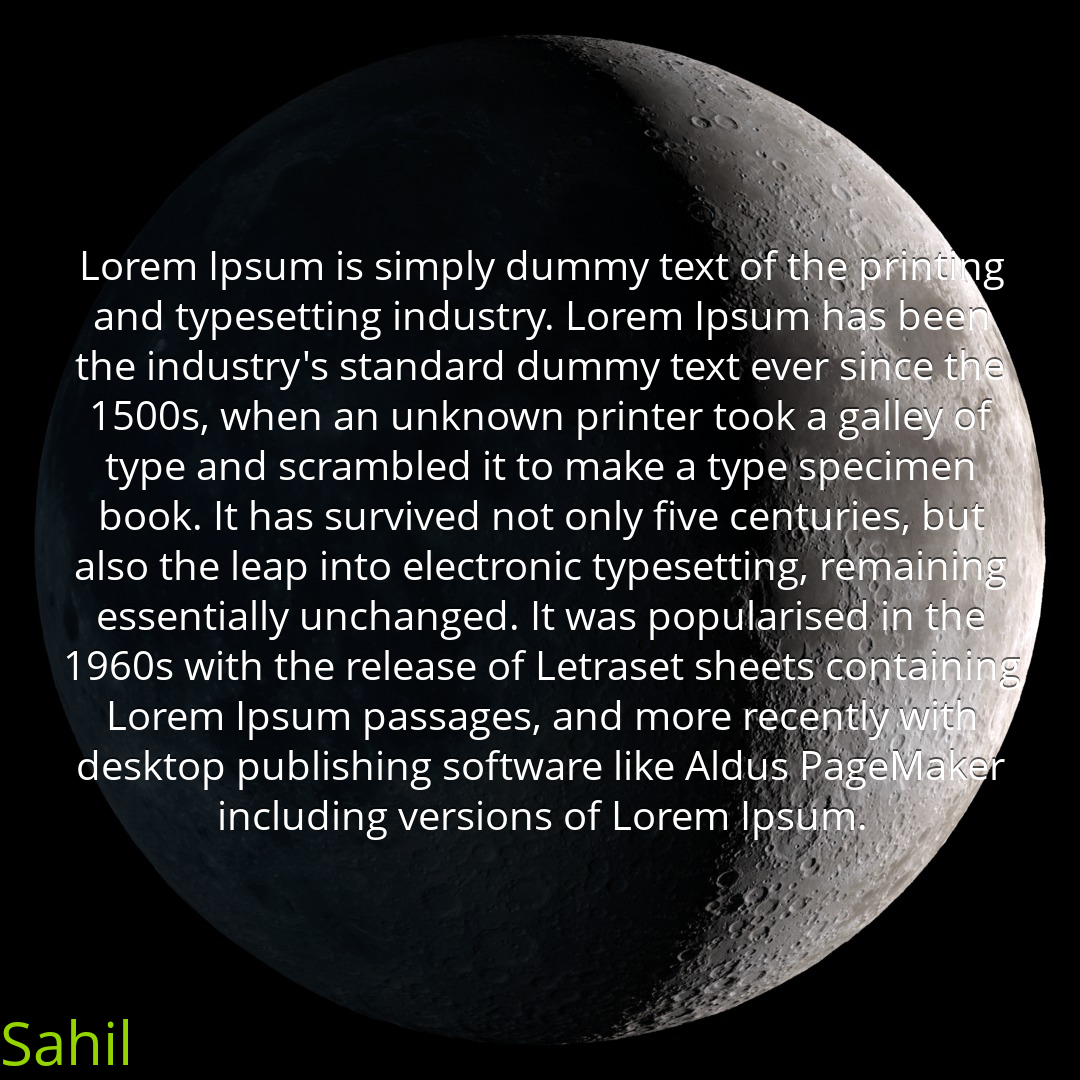 Lorem Ipsum is simply dummy text of the printing
and typesetting industry. Lorem Ipsum has been
the industry's standard dummy text ever since the
1500s, when an unknown printer took a galley of
type and scrambled it to make a type specimen
book. It has survived not only five centuries, but
also the leap into electronic typesetting, remaining
essentially unchanged. It was popularised in the
1960s with the release of Letraset sheets containing
Lorem Ipsum passages, and more recently with
desktop publishing software like Aldus PageMaker
including versions of Lorem Ipsum.
Sahil